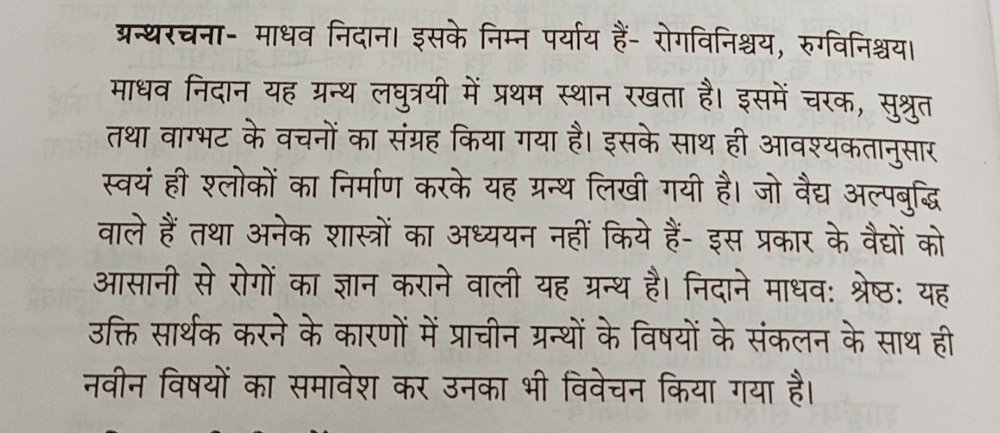 ग्रन्थरचना- माधव निदान। इसके निम्न पर्याय हैं- रोगविनिश्चय, रुग्विनिश्चय।
माधव निदान यह ग्रन्थ लघुत्रयी में प्रथम स्थान रखता है। इसमें चरक, सुश्रुत
तथा वाग्भट के वचनों का संग्रह किया गया है। इसके साथ ही आवश्यकतानुसार
स्वयं ही श्लोकों का निर्माण करके यह ग्रन्थ लिखी गयी है। जो वैद्य अल्पबुद्धि
वाले हैं तथा अनेक शास्त्रों का अध्ययन नहीं किये हैं- इस प्रकार के वैद्यों को
आसानी से रोगों का ज्ञान कराने वाली यह ग्रन्थ है। निदाने माधवः श्रेष्ठः यह
उक्ति सार्थक करने के कारणों में प्राचीन ग्रन्थों के विषयों के संकलन के साथ ही
नवीन विषयों का समावेश कर उनका भी विवेचन किया गया है।